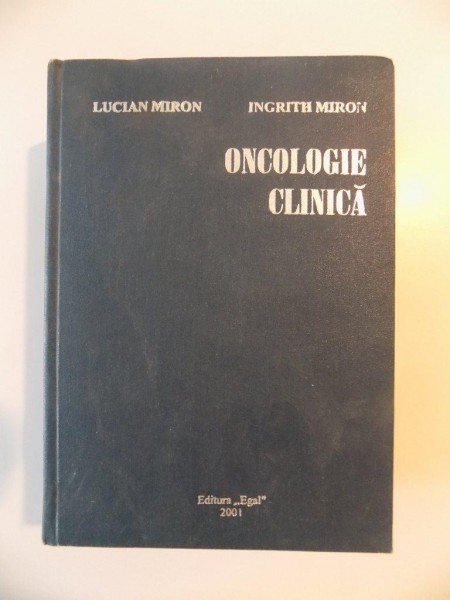 LUCIAN MIRON INGRITH MIRON
ONCOLOGIE
CLINICĂ
Editura „Egal"
2001